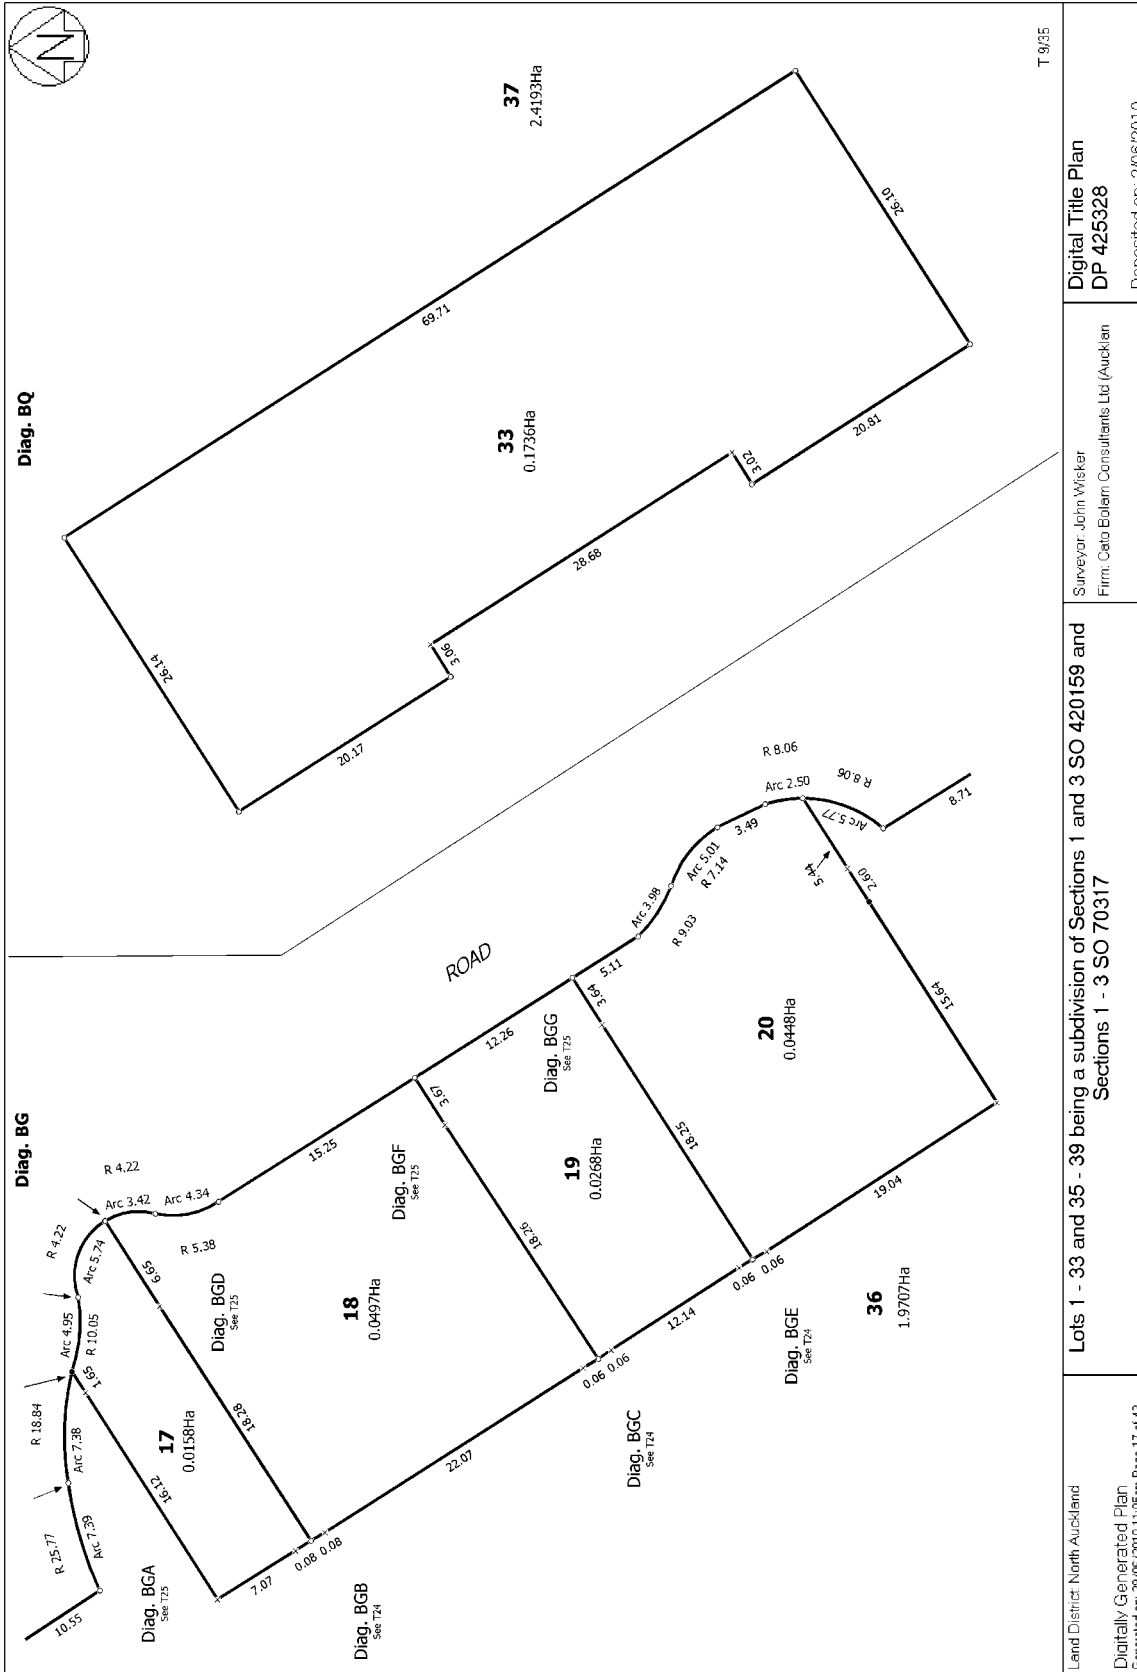 Diag. BG
Diag. BQ
N
10.55
R 25.77
Arc 7.39
R 18.84
Arc 7.38
Arc 4.95
R 10.05
R 4.22
Arc 5.74
R 4.22
Arc 3.42
Arc 4.34
R 5.38
Diag. BGA
See T25
16.12
1.65
17
0.0158Ha
7.07
0.08
0.08
Diag. BGB
See T24
6.65
18.28
Diag. BGD
See T25
18
0.0497Ha
15.25
22.07
Diag. BGC
See T24
Diag. BGF
See T25
3.67
18.26
0.06
0.06
12.26
19
0.0268Ha
12.14
Diag. BGG
See T25
3.64
18.25
0.06
0.06
Diag. BGE
See T24
36
1.9707Ha
ROAD
5.11
Arc 3.98
R 9.03
Arc 5.01
R 7.14
3.49
Arc 2.50
R 8.06
R 8.06
Arc 5.77
8.71
5.44
2.60
15.64
20
0.0448Ha
19.04
26.14
20.17
3.06
28.68
3.02
20.81
26.10
69.71
33
0.1736Ha
37
2.4193Ha
T 9/35
Land District: North Auckland
Digitally Generated Plan
Lots 1 - 33 and 35 - 39 being a subdivision of Sections 1 and 3 SO 420159 and
Sections 1 - 3 SO 70317
Surveyor: John Wisker
Firm: Cato Bolam Consultants Ltd (Aucklan
Digital Title Plan
DP 425328